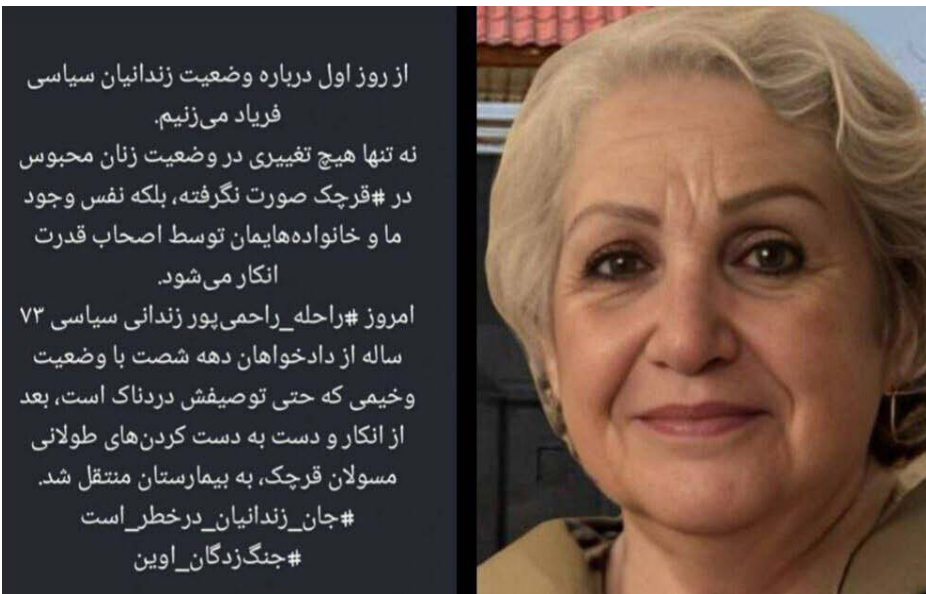 از روز اول درباره وضعیت زندانیان سیاسی
فریاد می‌زنیم.
نه تنها هیچ تغییری در وضعیت زنان محبوس
در #قرچک صورت نگرفته، بلکه نفس وجود
ما و خانواده‌هایمان توسط اصحاب قدرت
انکار می‌شود.
امروز #راحله_راحمی‌پور زندانی سیاسی ۷۳
ساله از دادخواهان دهه شصت با وضعیت
وخیمی که حتی توصیفش دردناک است، بعد
از انکار و دست به دست کردن‌های طولانی
مسولان قرچک، به بیمارستان منتقل شد.
#جان_زندانیان_درخطر_است
#جنگ‌زدگان_اوین